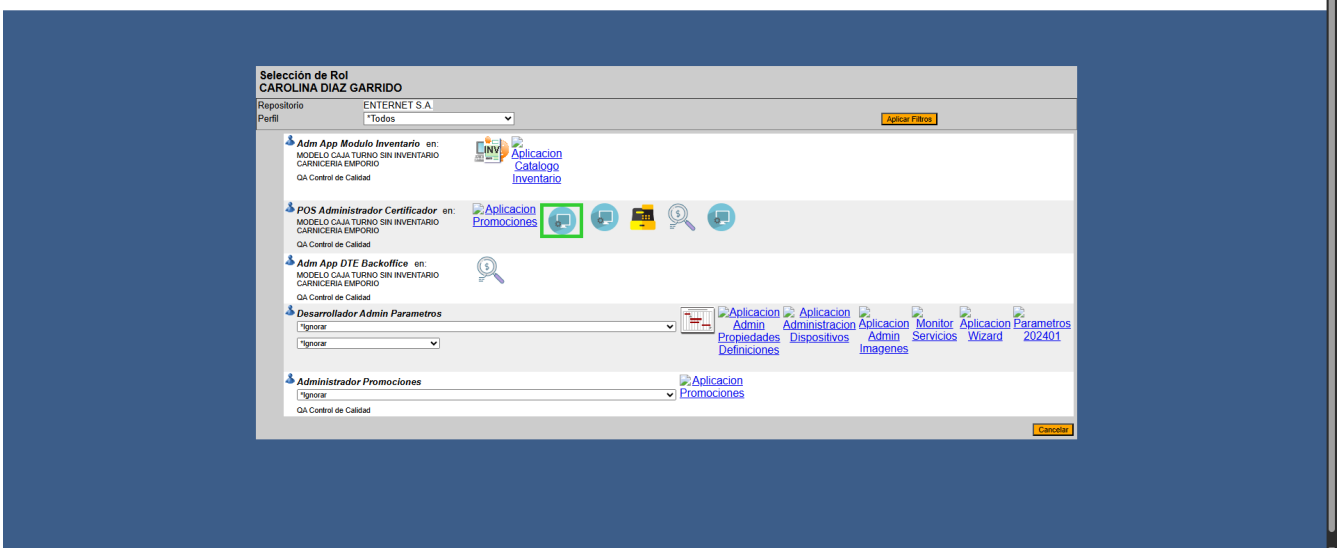 Selección de Rol
CAROLINA DIAZ GARRIDO
Repositorio ENTERNET S.A.
Perfil *Todos Aplicar Filtros
Adm App Modulo Inventario en:
MODELO CAJA TURNO SIN INVENTARIO
CARNICERIA EMPORIO
QA Control de Calidad
INV
Aplicacion
Catalogo
Inventario
POS Administrador Certificador en:
MODELO CAJA TURNO SIN INVENTARIO
CARNICERIA EMPORIO
QA Control de Calidad
Aplicacion
Promociones
$
Adm App DTE Backoffice en:
MODELO CAJA TURNO SIN INVENTARIO
CARNICERIA EMPORIO
QA Control de Calidad
$
Desarrollador Admin Parametros
*Ignorar
*Ignorar
Aplicacion
Admin
Propiedades
Definiciones
Aplicacion
Administracion
Dispositivos
Aplicacion
Admin
Imagenes
Monitor
Servicios
Aplicacion
Wizard
Parametros
202401
Administrador Promociones
*Ignorar
QA Control de Calidad
Aplicacion
Promociones
Cancelar